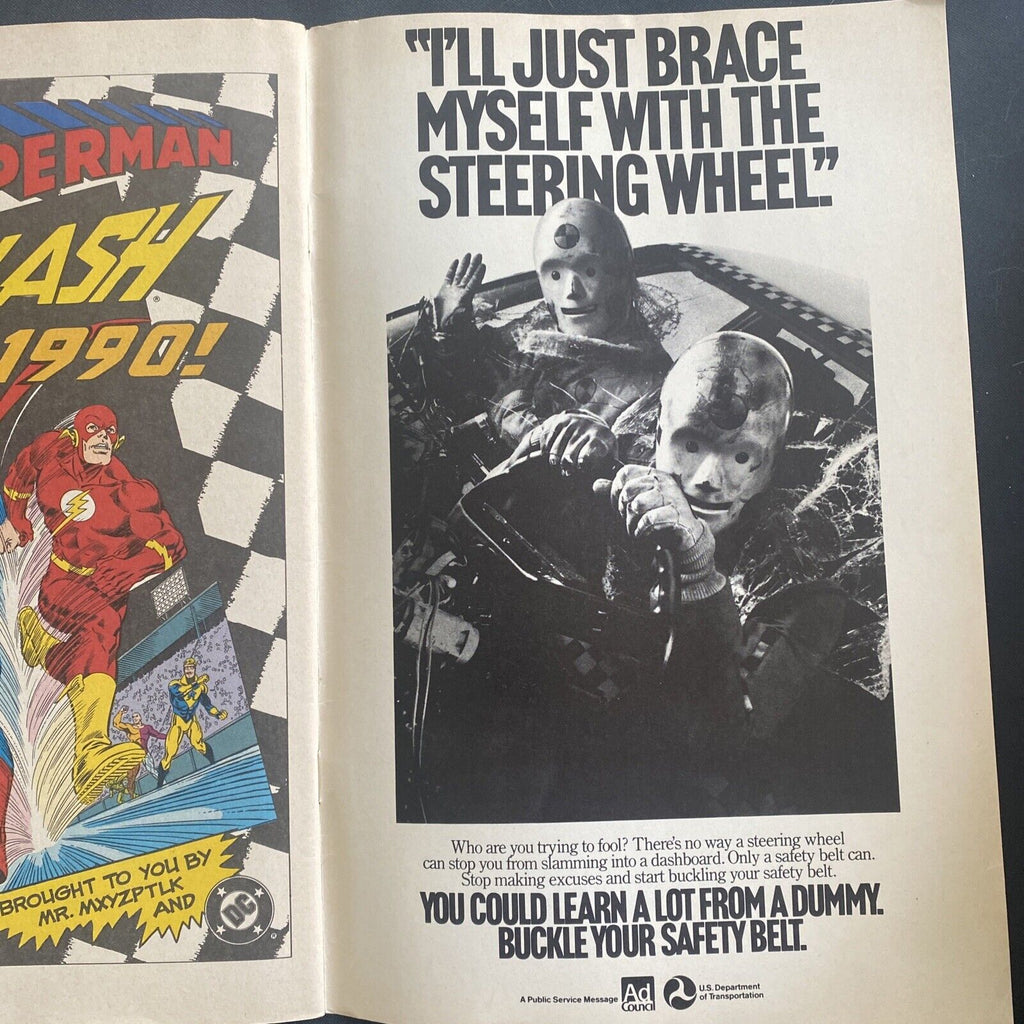 PERMAN
LASH
1990!
BROUGHT TO YOU BY
MR. MXYZPTLK
AND
DC
"I'LL JUST BRACE
MYSELF WITH THE
STEERING WHEEL."
Who are you trying to fool? There's no way a steering wheel
can stop you from slamming into a dashboard. Only a safety belt can.
Stop making excuses and start buckling your safety belt.
YOU COULD LEARN A LOT FROM A DUMMY.
BUCKLE YOUR SAFETY BELT.
A Public Service Message
Ad
Council
U.S. Department
of Transportation